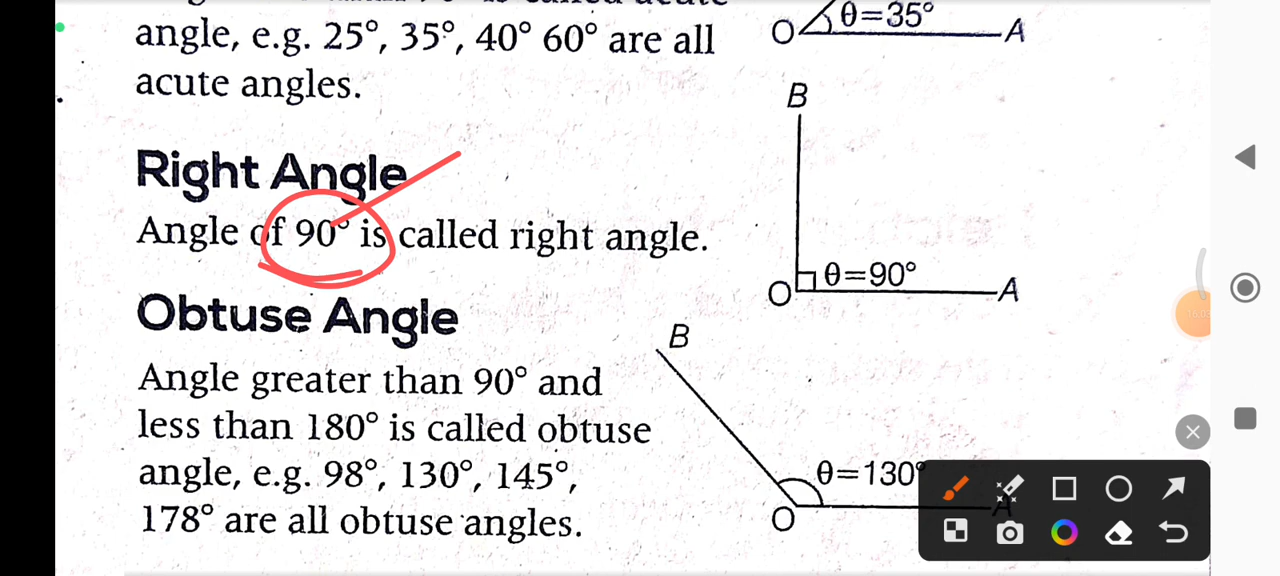 angle, e.g. 25°, 35°, 40° 60° are all
acute angles.
O θ=35° A
Right Angle
Angle of 90° is called right angle.
B
O θ=90° A
Obtuse Angle
Angle greater than 90° and
less than 180° is called obtuse
angle, e.g. 98°, 130°, 145°,
178° are all obtuse angles.
B
θ=130°
O A